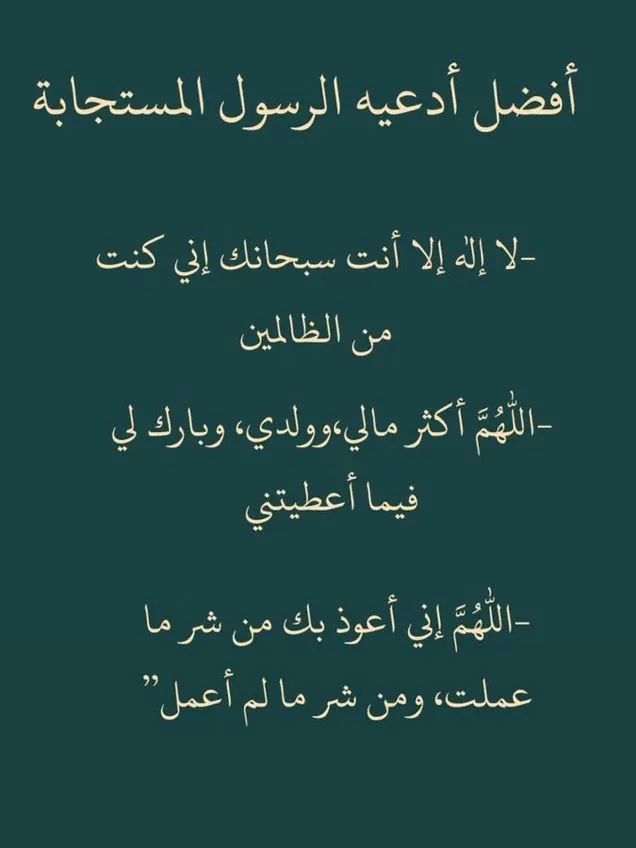 أفضل أدعيه الرسول المستجابة
-لا إلٰه إلا أنت سبحانك إني كنت
من الظالمين
-اللّٰهُمَّ أكثر مالي،وولدي، وبارك لي
فيما أعطيتني
-اللّٰهُمَّ إني أعوذ بك من شر ما
عملت، ومن شر ما لم أعمل”